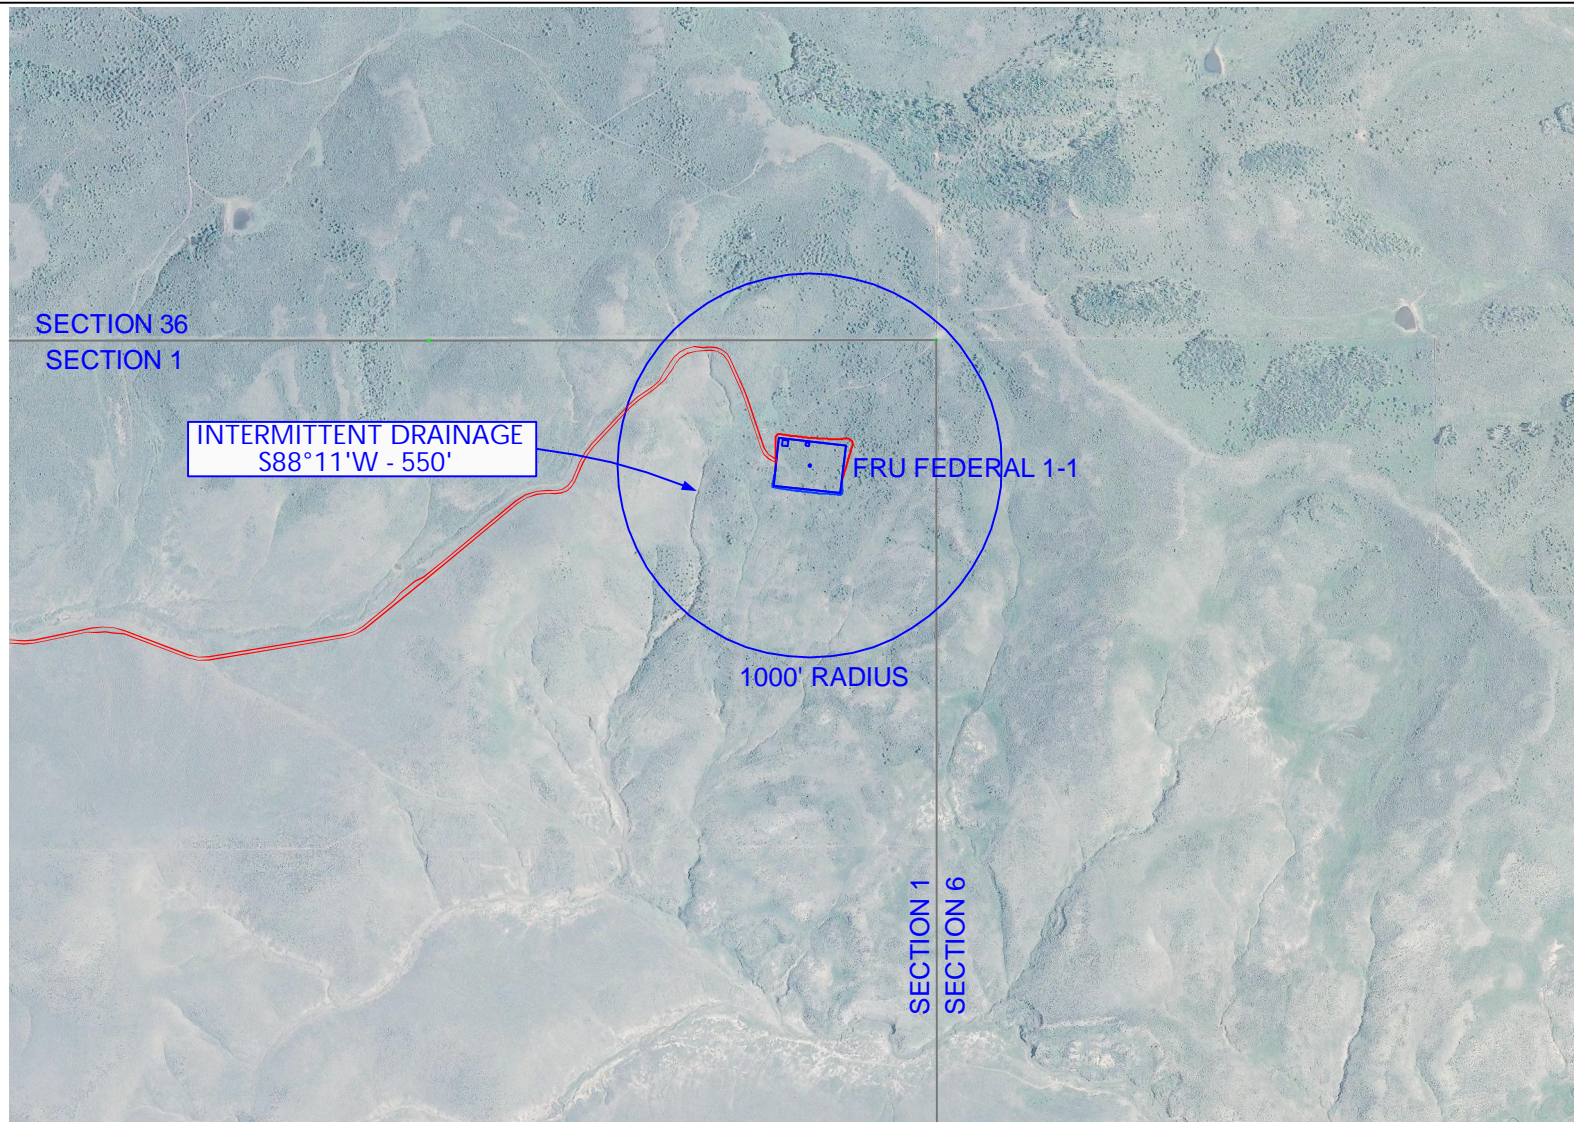 SECTION 36
SECTION 1
INTERMITTENT DRAINAGE
S88°11'W - 550'
FRU FEDERAL 1-1
1000' RADIUS
SECTION 1
SECTION 6